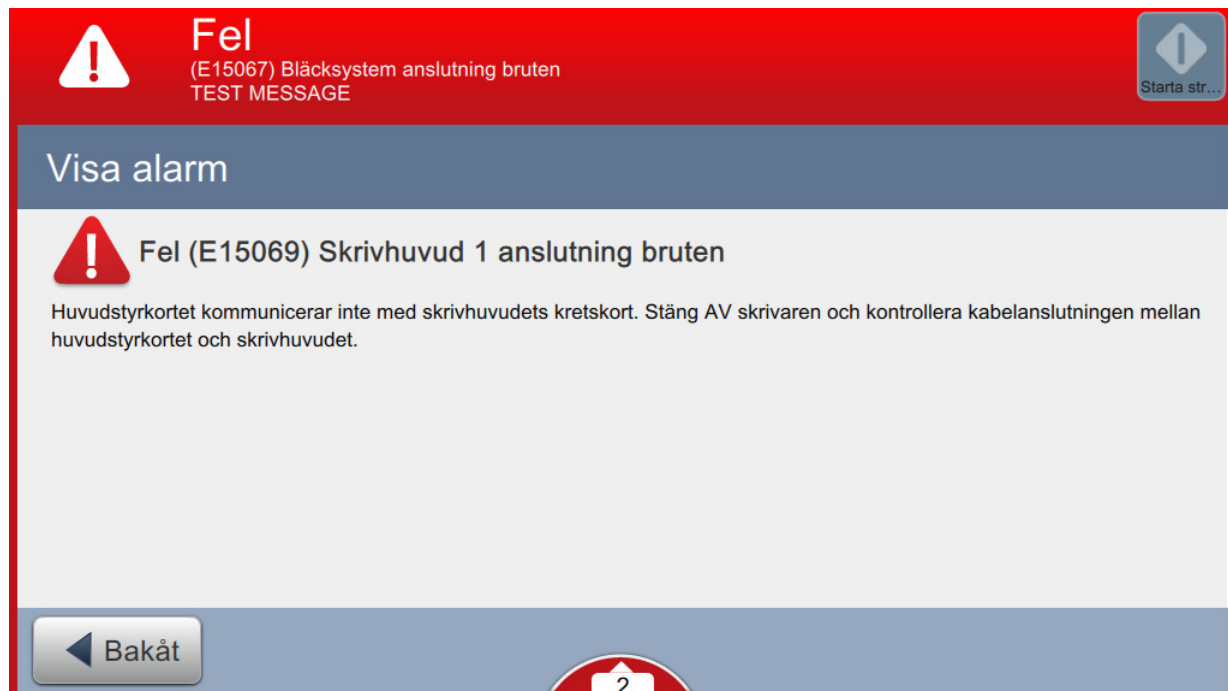 Fel
(E15067) Bläcksystem anslutning bruten
TEST MESSAGE
Starta str...
Visa alarm
Fel (E15069) Skrivhuvud 1 anslutning bruten
Huvudstyrkortet kommunicerar inte med skrivhuvudets kretskort. Stäng AV skrivaren och kontrollera kabelanslutningen mellan
huvudstyrkortet och skrivhuvudet.
Bakåt
2